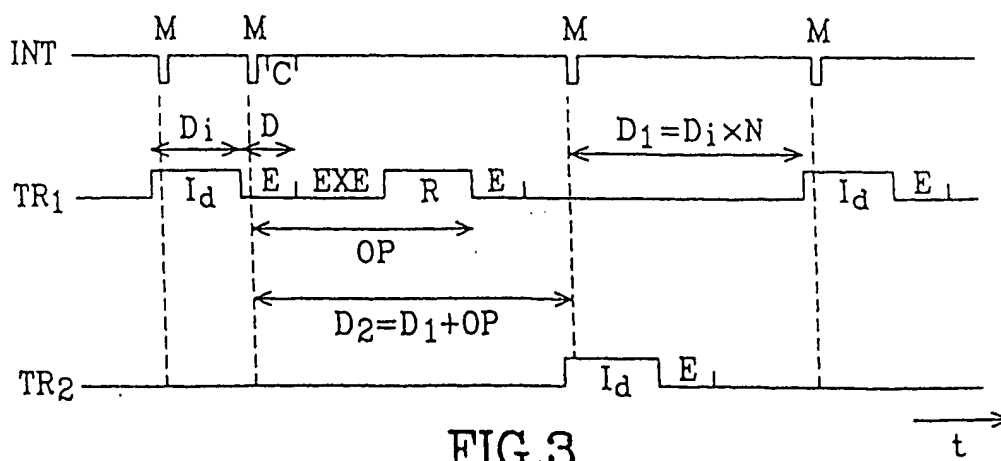 M M M M
INT C
Di D D1=Di×N
TR1 Id E EXE R E Id E
OP
D2=D1+OP
TR2 Id E
t
FIG.3